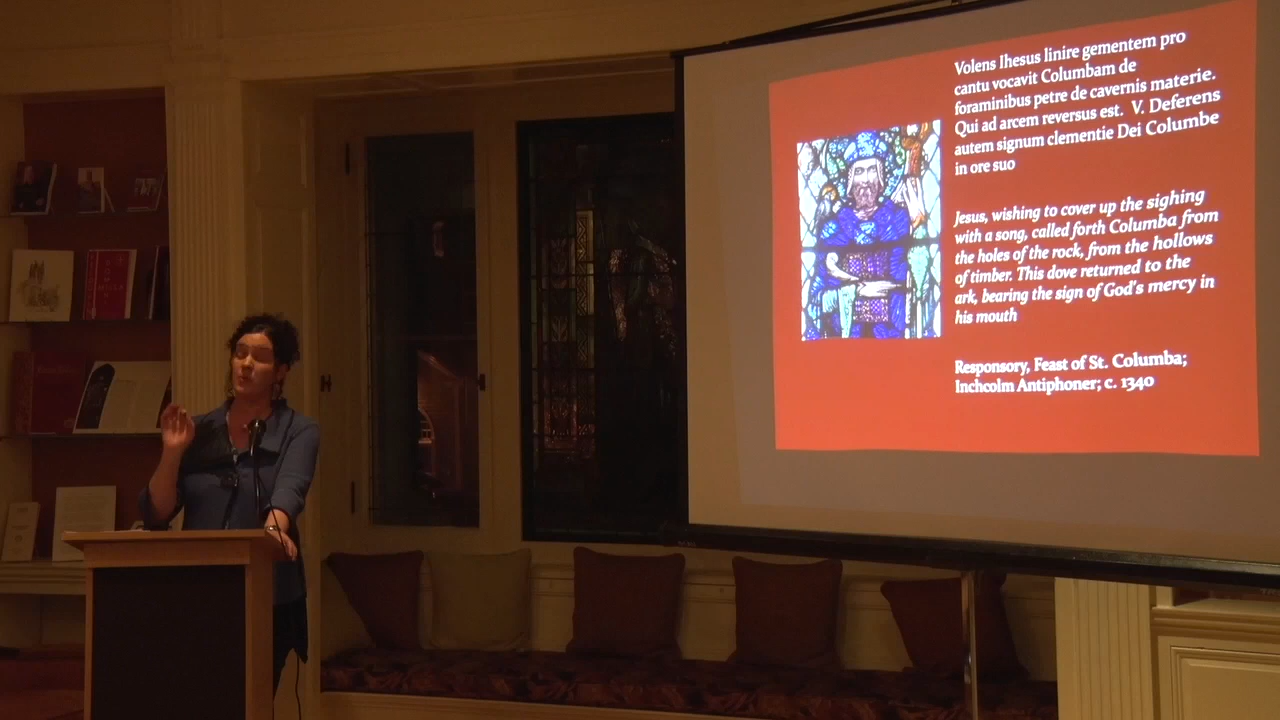 Volens Ihesus linire gementem pro
cantu vocavit Columbam de
foraminibus petre de cavernis materie.
Qui ad arcem reversus est. V. Deferens
autem signum clementie Dei Columbe
in ore suo
Jesus, wishing to cover up the sighing
with a song, called forth Columba from
the holes of the rock, from the hollows
of timber. This dove returned to the
ark, bearing the sign of God's mercy in
his mouth
Responsory, Feast of St. Columba;
Inchcolm Antiphoner; c. 1340